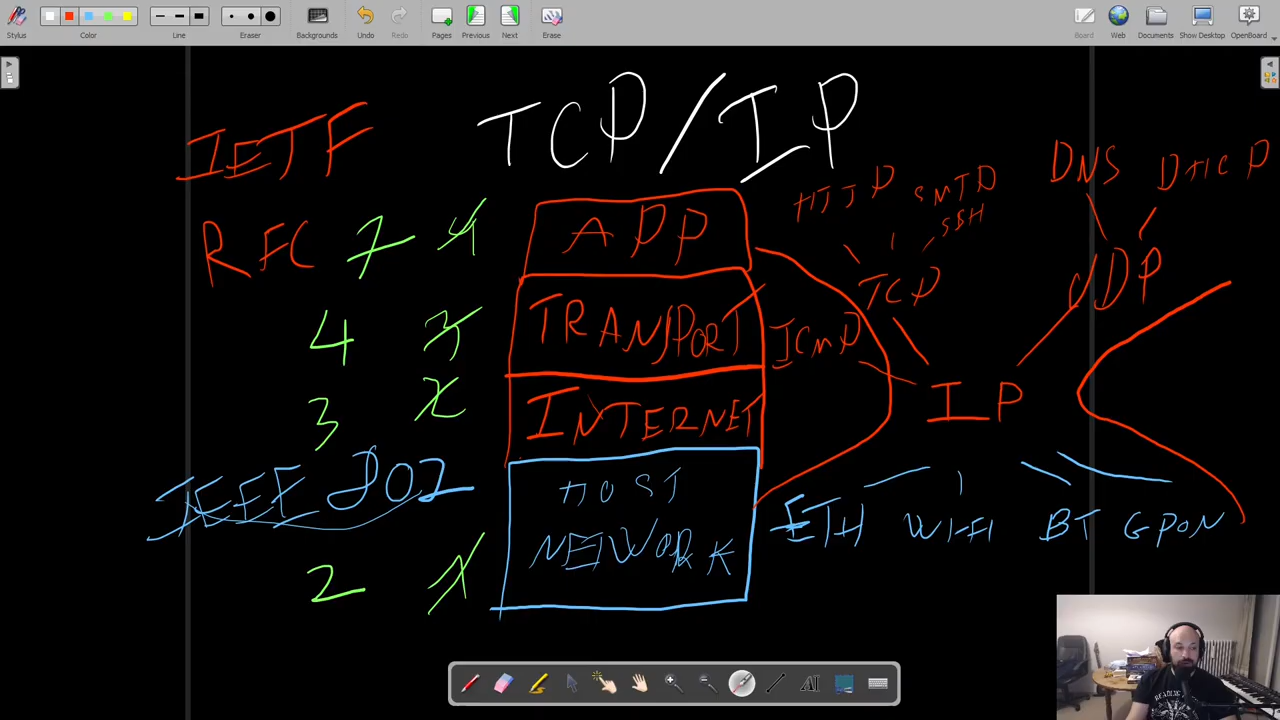 Stylus Color Line Eraser Backgrounds Undo Redo Pages Previous Next Erase Board Web Documents Show Desktop OpenBoard
TCP/IP
IETF
RFC
7 4
4 3
3 2
IEEE 802
2 1
APP
TRANSPORT
INTERNET
HOST
NETWORK
HTTP SMTP
SSH
DNS DHCP
TCP
UDP
ICMP
IP
ETH WIFI BT GPON